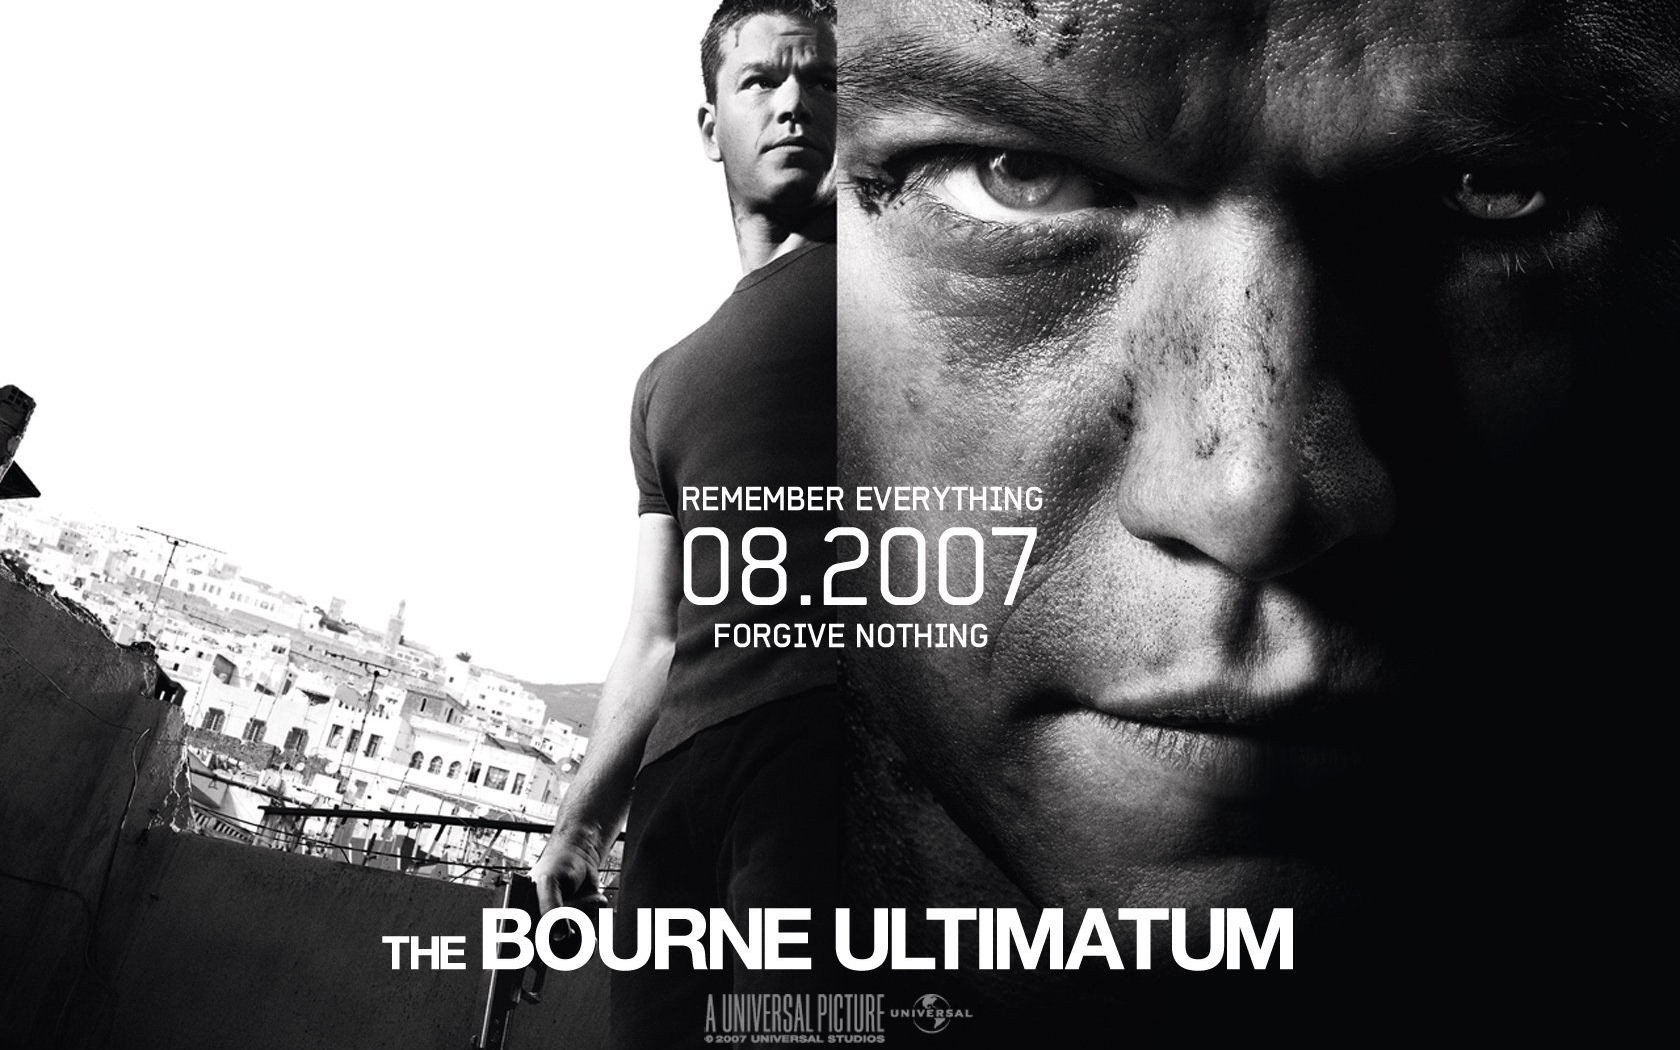 REMEMBER EVERYTHING
08.2007
FORGIVE NOTHING
THE BOURNE ULTIMATUM
A UNIVERSAL PICTURE
© 2007 UNIVERSAL STUDIOS
UNIVERSAL